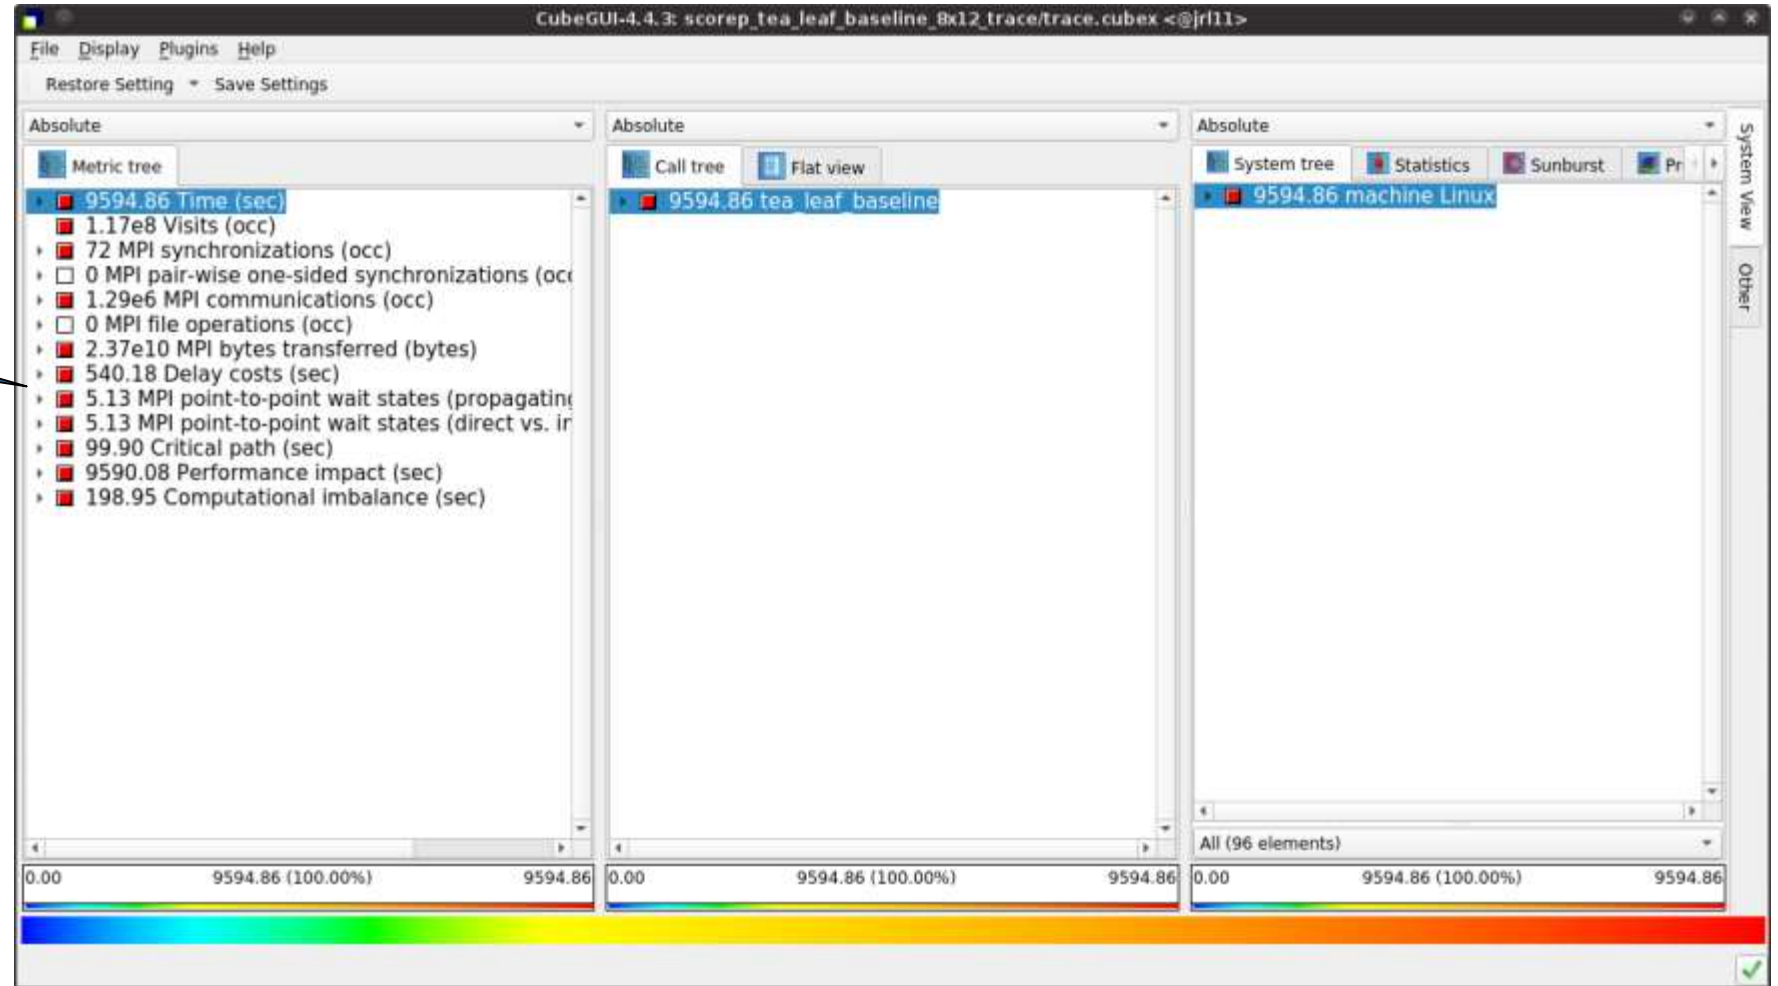 CubeGUI-4.4.3: scorep_tea_leaf_baseline_8x12_trace/trace.cubex <@jrl11>
File Display Plugins Help
Restore Setting Save Settings
Absolute
Metric tree
9594.86 Time (sec)
1.17e8 Visits (occ)
72 MPI synchronizations (occ)
0 MPI pair-wise one-sided synchronizations (occ
1.29e6 MPI communications (occ)
0 MPI file operations (occ)
2.37e10 MPI bytes transferred (bytes)
540.18 Delay costs (sec)
5.13 MPI point-to-point wait states (propagating
5.13 MPI point-to-point wait states (direct vs. in
99.90 Critical path (sec)
9590.08 Performance impact (sec)
198.95 Computational imbalance (sec)
0.00 9594.86 (100.00%) 9594.86
Absolute
Call tree Flat view
9594.86 tea_leaf_baseline
0.00 9594.86 (100.00%) 9594.86
Absolute
System tree Statistics Sunburst Pr
9594.86 machine Linux
All (96 elements)
0.00 9594.86 (100.00%) 9594.86
System View
Other